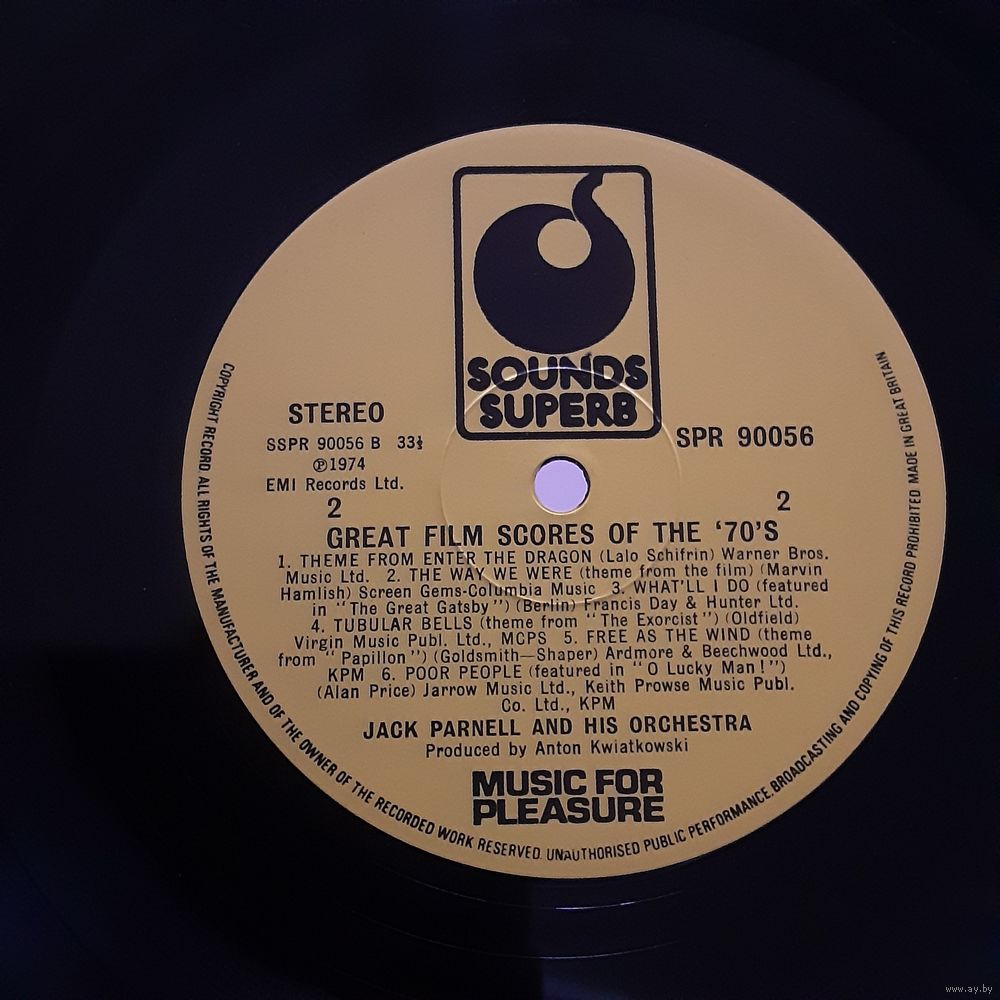 SOUNDS
SUPERB
STEREO
SSPR 90056 B 33⅓
Ⓟ1974
EMI Records Ltd.
2
SPR 90056
2
GREAT FILM SCORES OF THE ‘70’S
1. THEME FROM ENTER THE DRAGON (Lalo Schifrin) Warner Bros.
Music Ltd. 2. THE WAY WE WERE (theme from the film) (Marvin
Hamlish) Screen Gems-Columbia Music 3. WHAT'LL I DO (featured
in “The Great Gatsby”) (Berlin) Francis Day & Hunter Ltd.
4. TUBULAR BELLS (theme from “The Exorcist”) (Oldfield)
Virgin Music Publ. Ltd., MCPS 5. FREE AS THE WIND (theme
from “Papillon”) (Goldsmith—Shaper) Ardmore & Beechwood Ltd.,
KPM 6. POOR PEOPLE (featured in “O Lucky Man!”)
(Alan Price) Jarrow Music Ltd., Keith Prowse Music Publ.
Co. Ltd., KPM
JACK PARNELL AND HIS ORCHESTRA
Produced by Anton Kwiatkowski
MUSIC FOR
PLEASURE
COPYRIGHT RECORD. ALL RIGHTS OF THE MANUFACTURER AND OF THE OWNER OF THE RECORDED WORK RESERVED. UNAUTHORISED PUBLIC PERFORMANCE, BROADCASTING AND COPYING OF THIS RECORD PROHIBITED MADE IN GREAT BRITAIN
www.ay.by